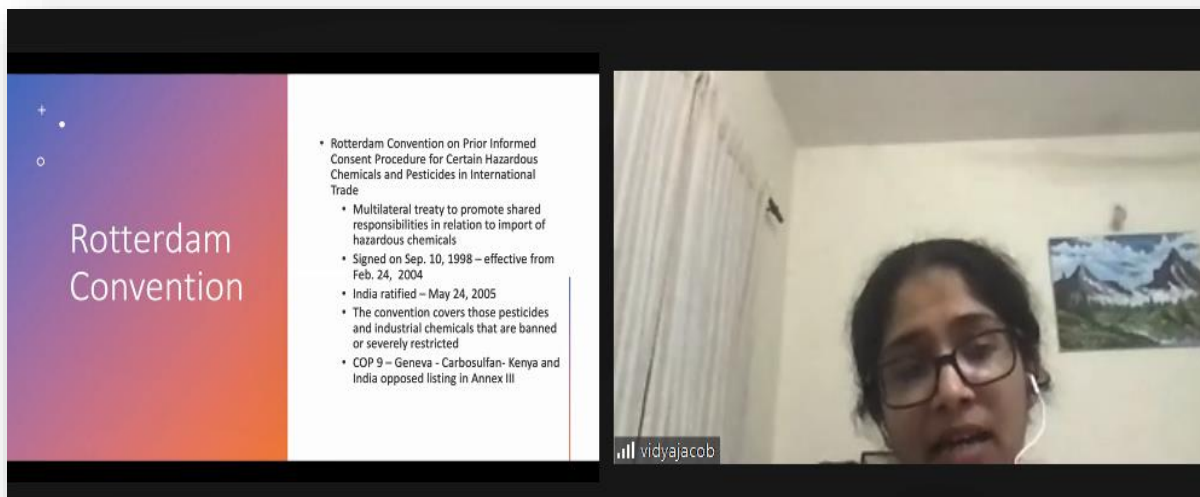 Rotterdam
Convention
• Rotterdam Convention on Prior Informed
Consent Procedure for Certain Hazardous
Chemicals and Pesticides in International
Trade
• Multilateral treaty to promote shared
responsibilities in relation to import of
hazardous chemicals
• Signed on Sep. 10, 1998 – effective from
Feb. 24, 2004
• India ratified – May 24, 2005
• The convention covers those pesticides
and industrial chemicals that are banned
or severely restricted
• COP 9 – Geneva - Carbosulfan- Kenya and
India opposed listing in Annex III
vidyajacob